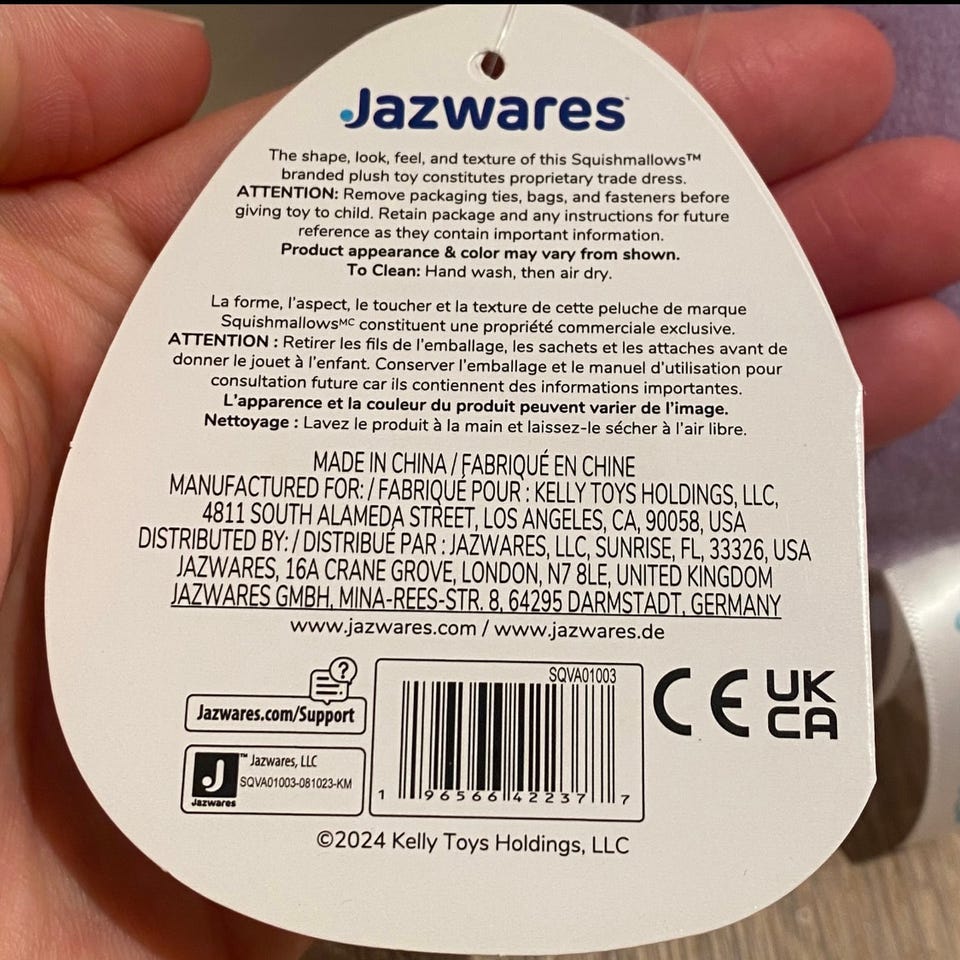 Jazwares™
The shape, look, feel, and texture of this Squishmallows™
branded plush toy constitutes proprietary trade dress.
ATTENTION: Remove packaging ties, bags, and fasteners before
giving toy to child. Retain package and any instructions for future
reference as they contain important information.
Product appearance & color may vary from shown.
To Clean: Hand wash, then air dry.
La forme, l'aspect, le toucher et la texture de cette peluche de marque
Squishmallowsᴹᶜ constituent une propriété commerciale exclusive.
ATTENTION : Retirer les fils de l'emballage, les sachets et les attaches avant de
donner le jouet à l'enfant. Conserver l'emballage et le manuel d'utilisation pour
consultation future car ils contiennent des informations importantes.
L'apparence et la couleur du produit peuvent varier de l'image.
Nettoyage : Lavez le produit à la main et laissez-le sécher à l'air libre.
MADE IN CHINA / FABRIQUÉ EN CHINE
MANUFACTURED FOR: / FABRIQUÉ POUR : KELLY TOYS HOLDINGS, LLC,
4811 SOUTH ALAMEDA STREET, LOS ANGELES, CA, 90058, USA
DISTRIBUTED BY: / DISTRIBUÉ PAR : JAZWARES, LLC, SUNRISE, FL, 33326, USA
JAZWARES, 16A CRANE GROVE, LONDON, N7 8LE, UNITED KINGDOM
JAZWARES GMBH, MINA-REES-STR. 8, 64295 DARMSTADT, GERMANY
www.jazwares.com / www.jazwares.de
?
Jazwares.com/Support
J™
Jazwares
Jazwares, LLC
SQVA01003-081023-KM
SQVA01003
1 96566 42237 7
CE
UK
CA
©2024 Kelly Toys Holdings, LLC